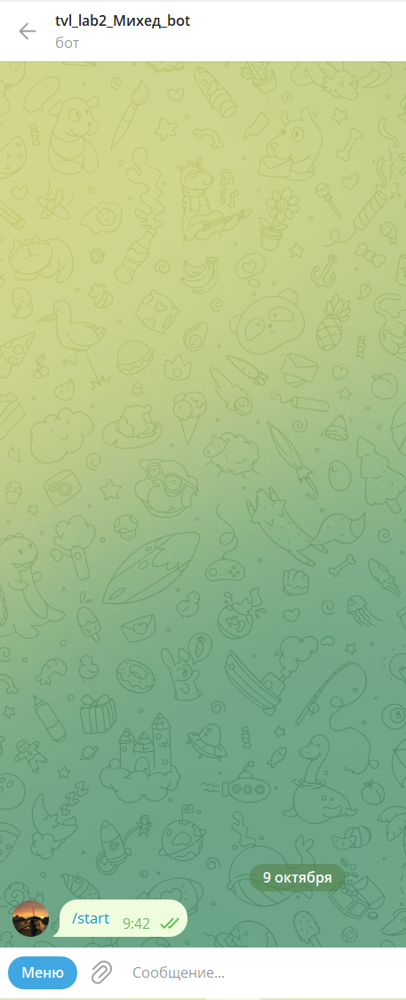 tvl_lab2_Михед_bot
бот
9 октября
/start 9:42
Меню Сообщение...